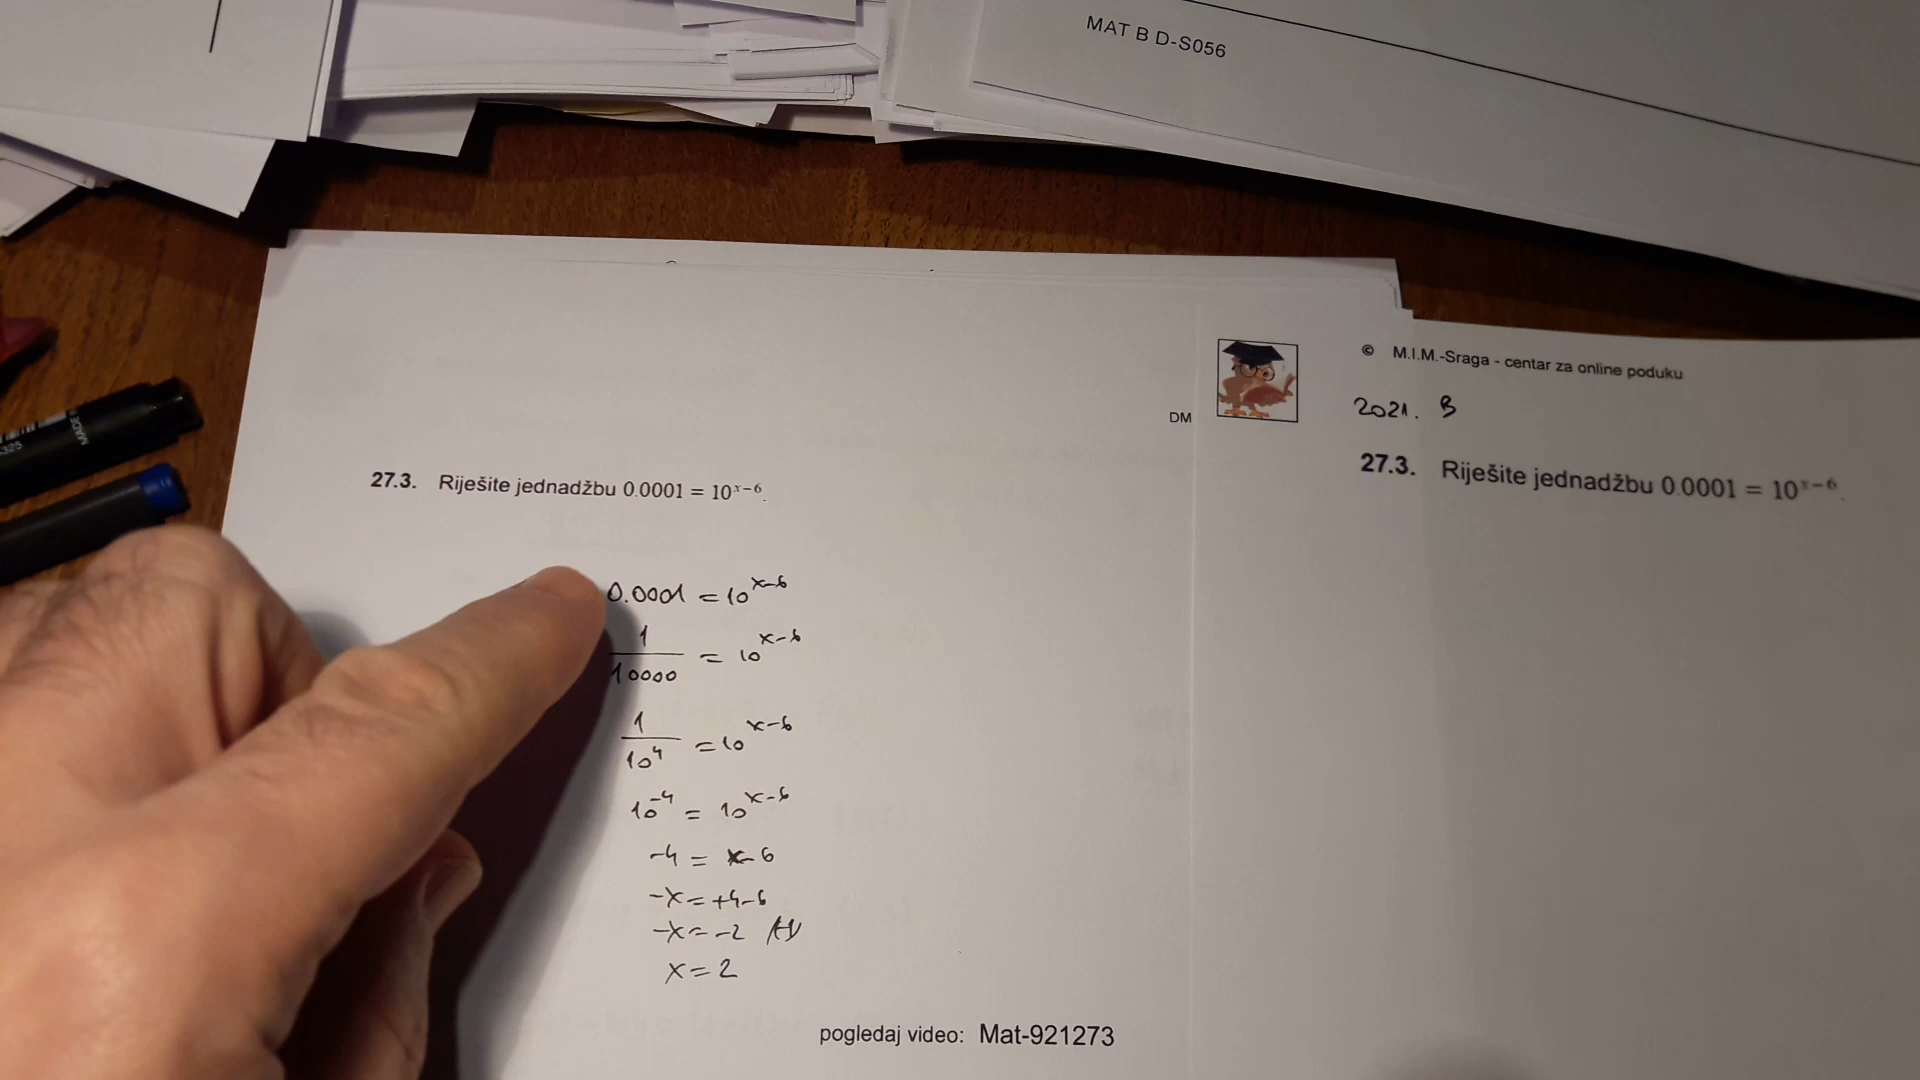 MAT B D-S056
© M.I.M.-Sraga - centar za online poduku
DM
2021. B
27.3. Riješite jednadžbu 0.0001 = 10^{x-6}.
27.3. Riješite jednadžbu 0.0001 = 10^{x-6}.
0.0001 = 10^{x-6}
1/10000 = 10^{x-6}
1/10^4 = 10^{x-6}
10^{-4} = 10^{x-6}
-4 = x-6
-x = +4-6
-x = -2 /(-1)
x = 2
pogledaj video: Mat-921273